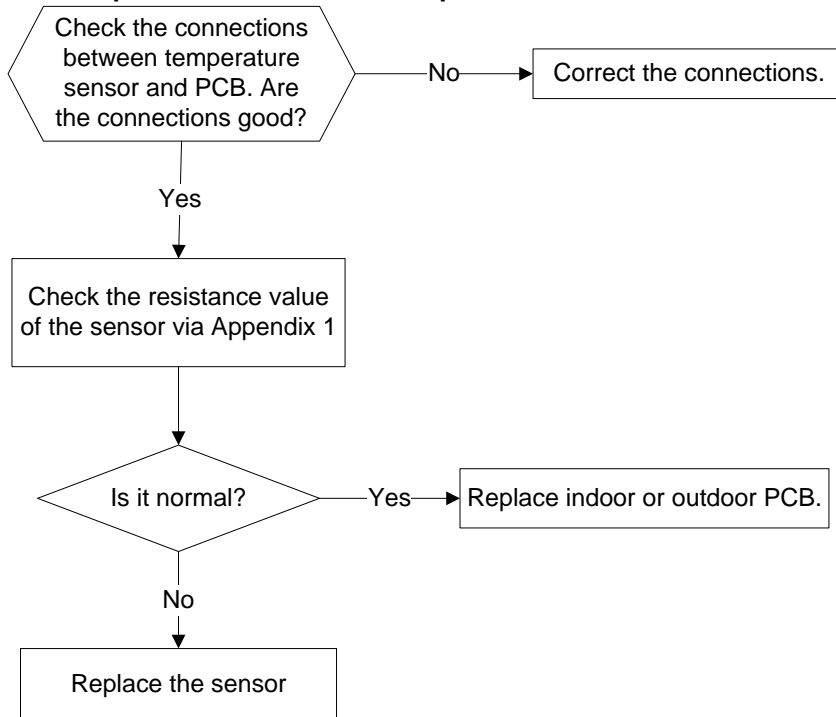 Check the connections
between temperature
sensor and PCB. Are
the connections good?
No
Correct the connections.
Yes
Check the resistance value
of the sensor via Appendix 1
Is it normal?
Yes
Replace indoor or outdoor PCB.
No
Replace the sensor